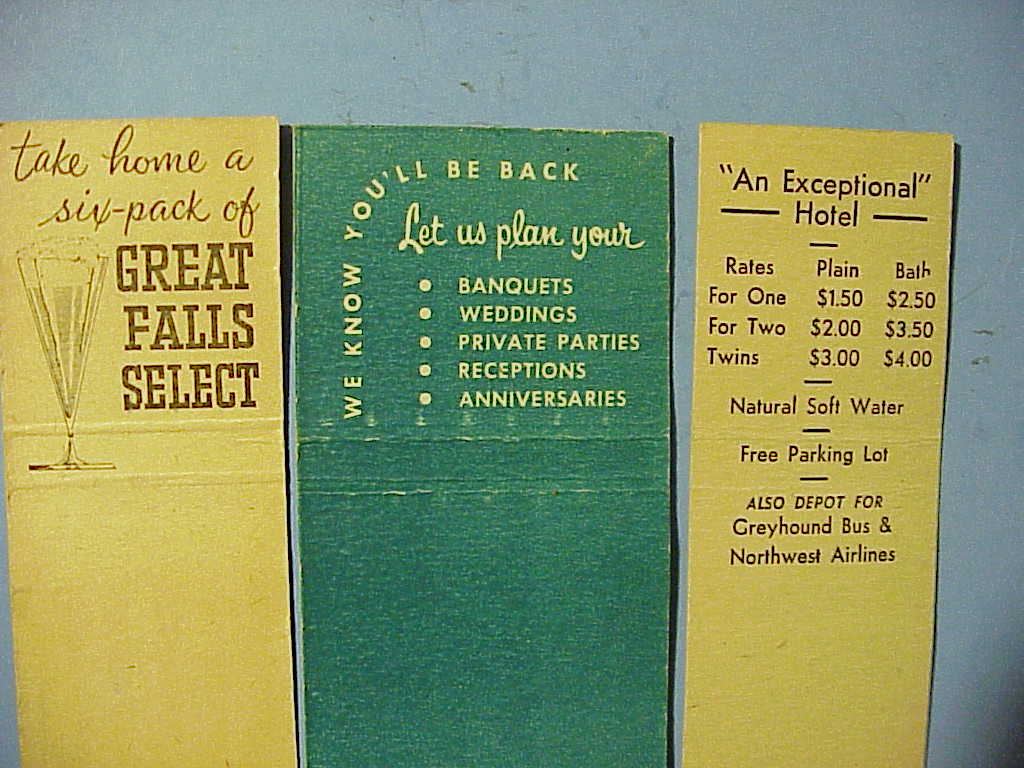 take home a
six-pack of
GREAT
FALLS
SELECT
WE KNOW YOU'LL BE BACK
Let us plan your
• BANQUETS
• WEDDINGS
• PRIVATE PARTIES
• RECEPTIONS
• ANNIVERSARIES
"An Exceptional"
Hotel
Rates Plain Bath
For One $1.50 $2.50
For Two $2.00 $3.50
Twins $3.00 $4.00
Natural Soft Water
Free Parking Lot
ALSO DEPOT FOR
Greyhound Bus &
Northwest Airlines